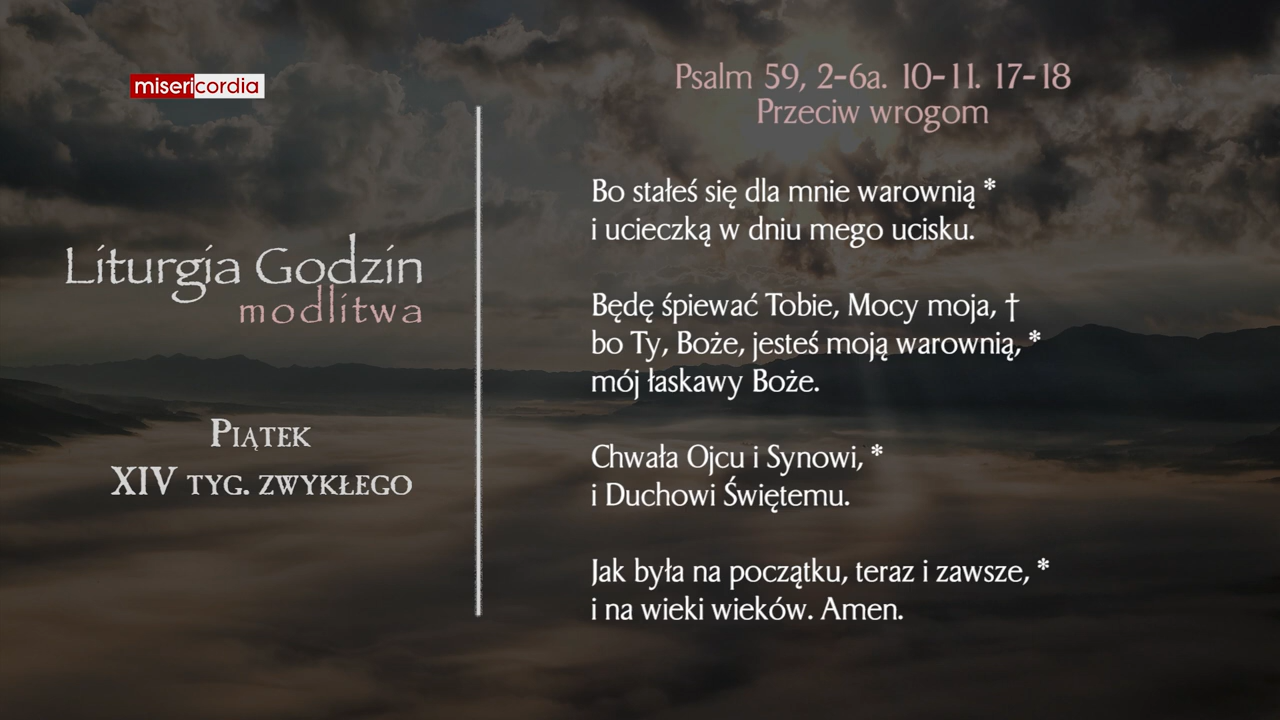 misericordia
Liturgia Godzin
modlitwa
Piątek
XIV tyg. zwykłego
Psalm 59, 2-6a. 10-11. 17-18
Przeciw wrogom
Bo stałeś się dla mnie warownią *
i ucieczką w dniu mego ucisku.
Będę śpiewać Tobie, Mocy moja, †
bo Ty, Boże, jesteś moją warownią, *
mój łaskawy Boże.
Chwała Ojcu i Synowi, *
i Duchowi Świętemu.
Jak była na początku, teraz i zawsze, *
i na wieki wieków. Amen.